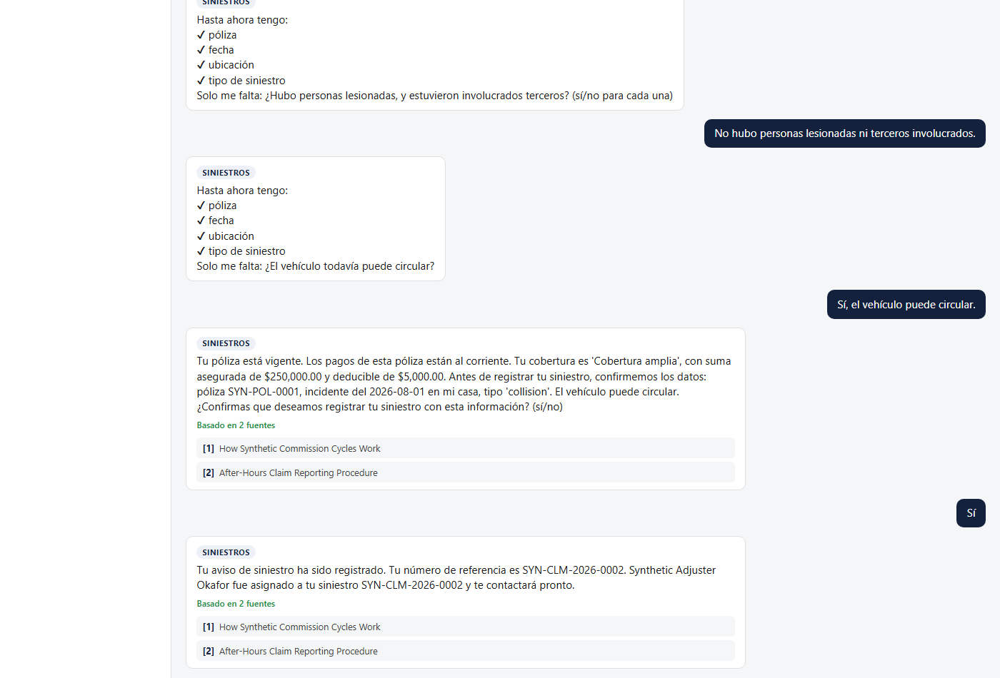 SINIESTROS
Hasta ahora tengo:
✓ póliza
✓ fecha
✓ ubicación
✓ tipo de siniestro
Solo me falta: ¿Hubo personas lesionadas, y estuvieron involucrados terceros? (sí/no para cada una)
No hubo personas lesionadas ni terceros involucrados.
SINIESTROS
Hasta ahora tengo:
✓ póliza
✓ fecha
✓ ubicación
✓ tipo de siniestro
Solo me falta: ¿El vehículo todavía puede circular?
Sí, el vehículo puede circular.
SINIESTROS
Tu póliza está vigente. Los pagos de esta póliza están al corriente. Tu cobertura es 'Cobertura amplia', con suma
asegurada de $250,000.00 y deducible de $5,000.00. Antes de registrar tu siniestro, confirmemos los datos:
póliza SYN-POL-0001, incidente del 2026-08-01 en mi casa, tipo 'collision'. El vehículo puede circular.
¿Confirmas que deseamos registrar tu siniestro con esta información? (sí/no)
Basado en 2 fuentes
[1] How Synthetic Commission Cycles Work
[2] After-Hours Claim Reporting Procedure
Sí
SINIESTROS
Tu aviso de siniestro ha sido registrado. Tu número de referencia es SYN-CLM-2026-0002. Synthetic Adjuster
Okafor fue asignado a tu siniestro SYN-CLM-2026-0002 y te contactará pronto.
Basado en 2 fuentes
[1] How Synthetic Commission Cycles Work
[2] After-Hours Claim Reporting Procedure